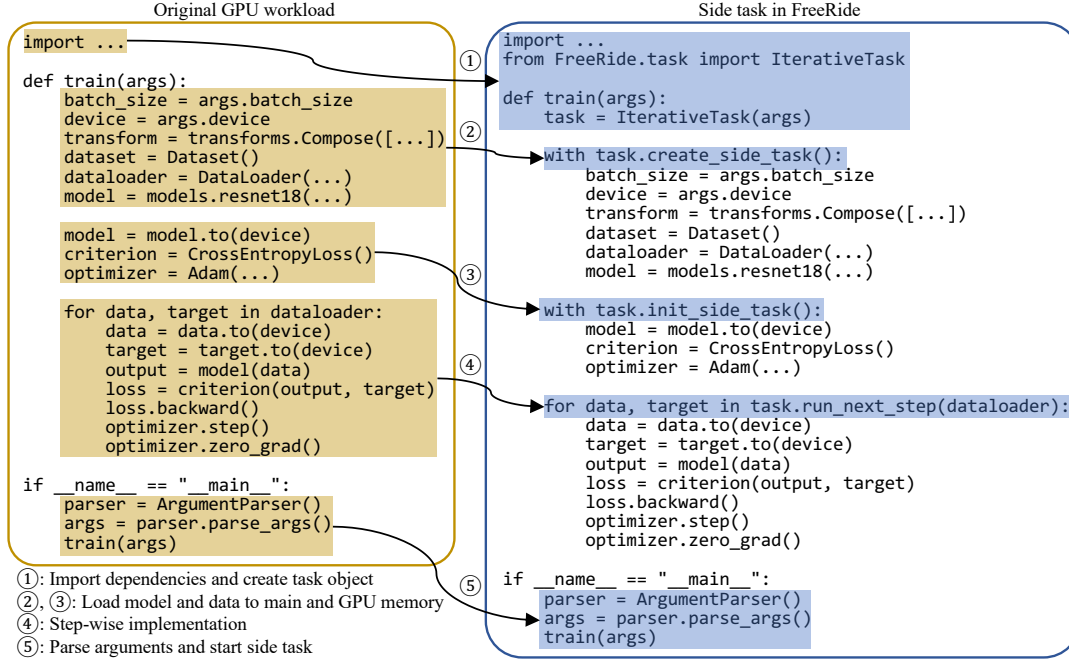 Original GPU workload
import ...
def train(args):
    batch_size = args.batch_size
    device = args.device
    transform = transforms.Compose([...])
    dataset = Dataset()
    dataloader = DataLoader(...)
    model = models.resnet18(...)
    model = model.to(device)
    criterion = CrossEntropyLoss()
    optimizer = Adam(...)
    for data, target in dataloader:
        data = data.to(device)
        target = target.to(device)
        output = model(data)
        loss = criterion(output, target)
        loss.backward()
        optimizer.step()
        optimizer.zero_grad()
if __name__ == "__main__":
    parser = ArgumentParser()
    args = parser.parse_args()
    train(args)
①: Import dependencies and create task object
②, ③: Load model and data to main and GPU memory
④: Step-wise implementation
⑤: Parse arguments and start side task
①
②
③
④
⑤
Side task in FreeRide
import ...
from FreeRide.task import IterativeTask
def train(args):
    task = IterativeTask(args)
    with task.create_side_task():
        batch_size = args.batch_size
        device = args.device
        transform = transforms.Compose([...])
        dataset = Dataset()
        dataloader = DataLoader(...)
        model = models.resnet18(...)
    with task.init_side_task():
        model = model.to(device)
        criterion = CrossEntropyLoss()
        optimizer = Adam(...)
    for data, target in task.run_next_step(dataloader):
        data = data.to(device)
        target = target.to(device)
        output = model(data)
        loss = criterion(output, target)
        loss.backward()
        optimizer.step()
        optimizer.zero_grad()
if __name__ == "__main__":
    parser = ArgumentParser()
    args = parser.parse_args()
    train(args)